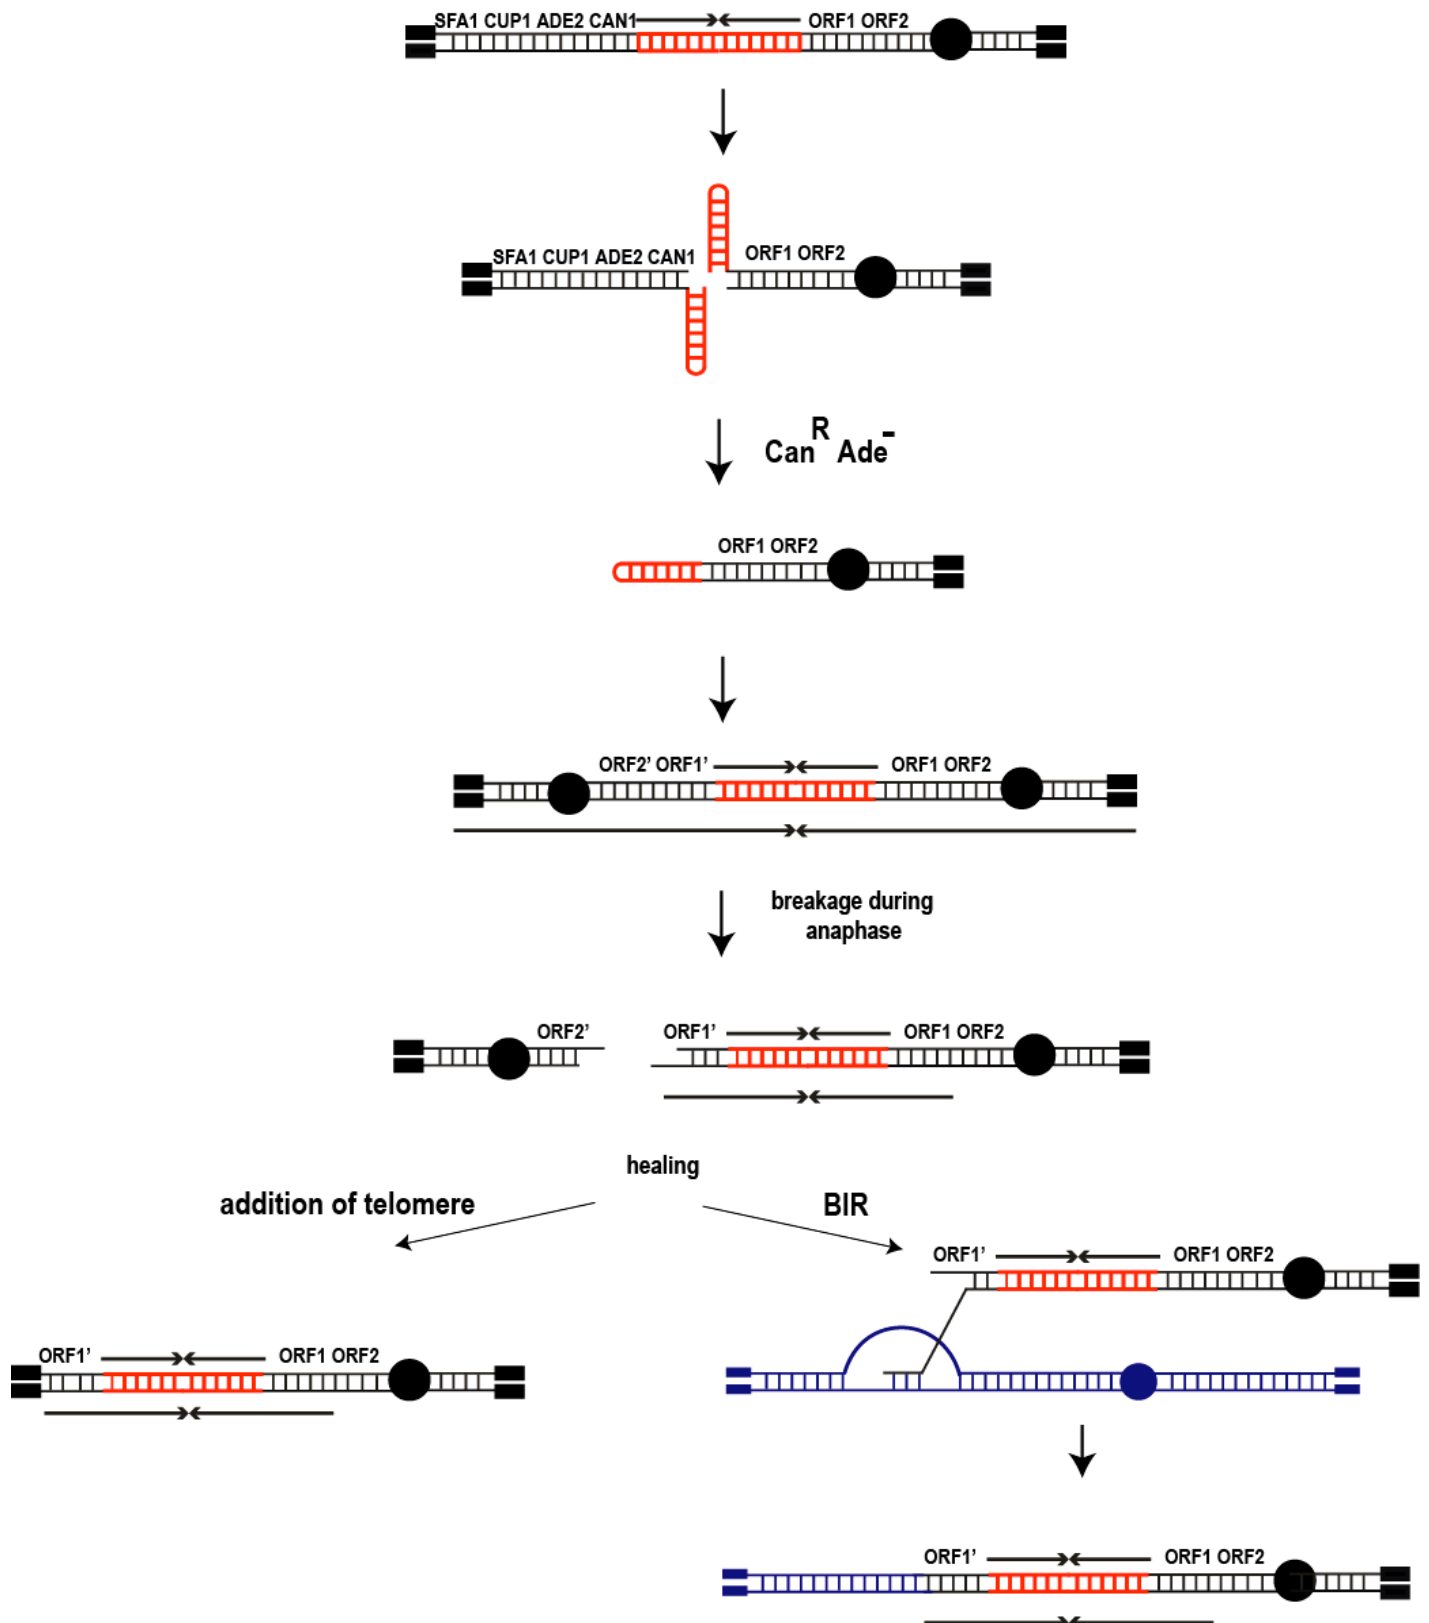 SFA1 CUP1 ADE2 CAN1 ORF1 ORF2
SFA1 CUP1 ADE2 CAN1 ORF1 ORF2
Can^R Ade^-
ORF1 ORF2
ORF2’ ORF1’ ORF1 ORF2
breakage during
anaphase
ORF2’ ORF1’ ORF1 ORF2
healing
addition of telomere BIR
ORF1’ ORF1 ORF2
ORF1’ ORF1 ORF2
ORF1’ ORF1 ORF2